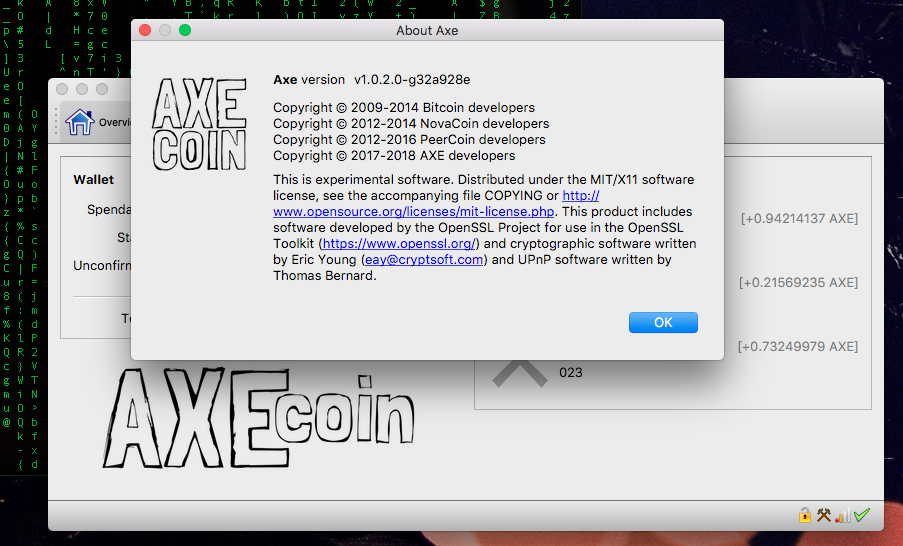 About Axe
AXE
COIN
Axe version v1.0.2.0-g32a928e
Copyright © 2009-2014 Bitcoin developers
Copyright © 2012-2014 NovaCoin developers
Copyright © 2012-2016 PeerCoin developers
Copyright © 2017-2018 AXE developers
This is experimental software. Distributed under the MIT/X11 software
license, see the accompanying file COPYING or http://
www.opensource.org/licenses/mit-license.php. This product includes
software developed by the OpenSSL Project for use in the OpenSSL
Toolkit (https://www.openssl.org/) and cryptographic software written
by Eric Young (eay@cryptsoft.com) and UPnP software written by
Thomas Bernard.
OK
Overvi
Wallet
Spenda
Sta
Unconfirm
To
[+0.94214137 AXE]
[+0.21569235 AXE]
[+0.73249979 AXE]
023
AXEcoin